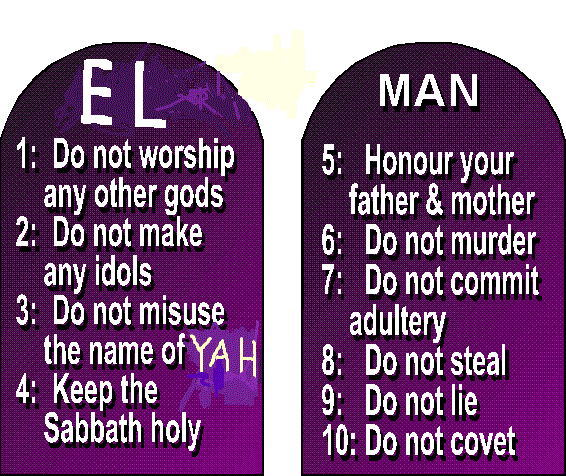 EL
1: Do not worship
any other gods
2: Do not make
any idols
3: Do not misuse
the name of YAH
4: Keep the
Sabbath holy
MAN
5: Honour your
father & mother
6: Do not murder
7: Do not commit
adultery
8: Do not steal
9: Do not lie
10: Do not covet